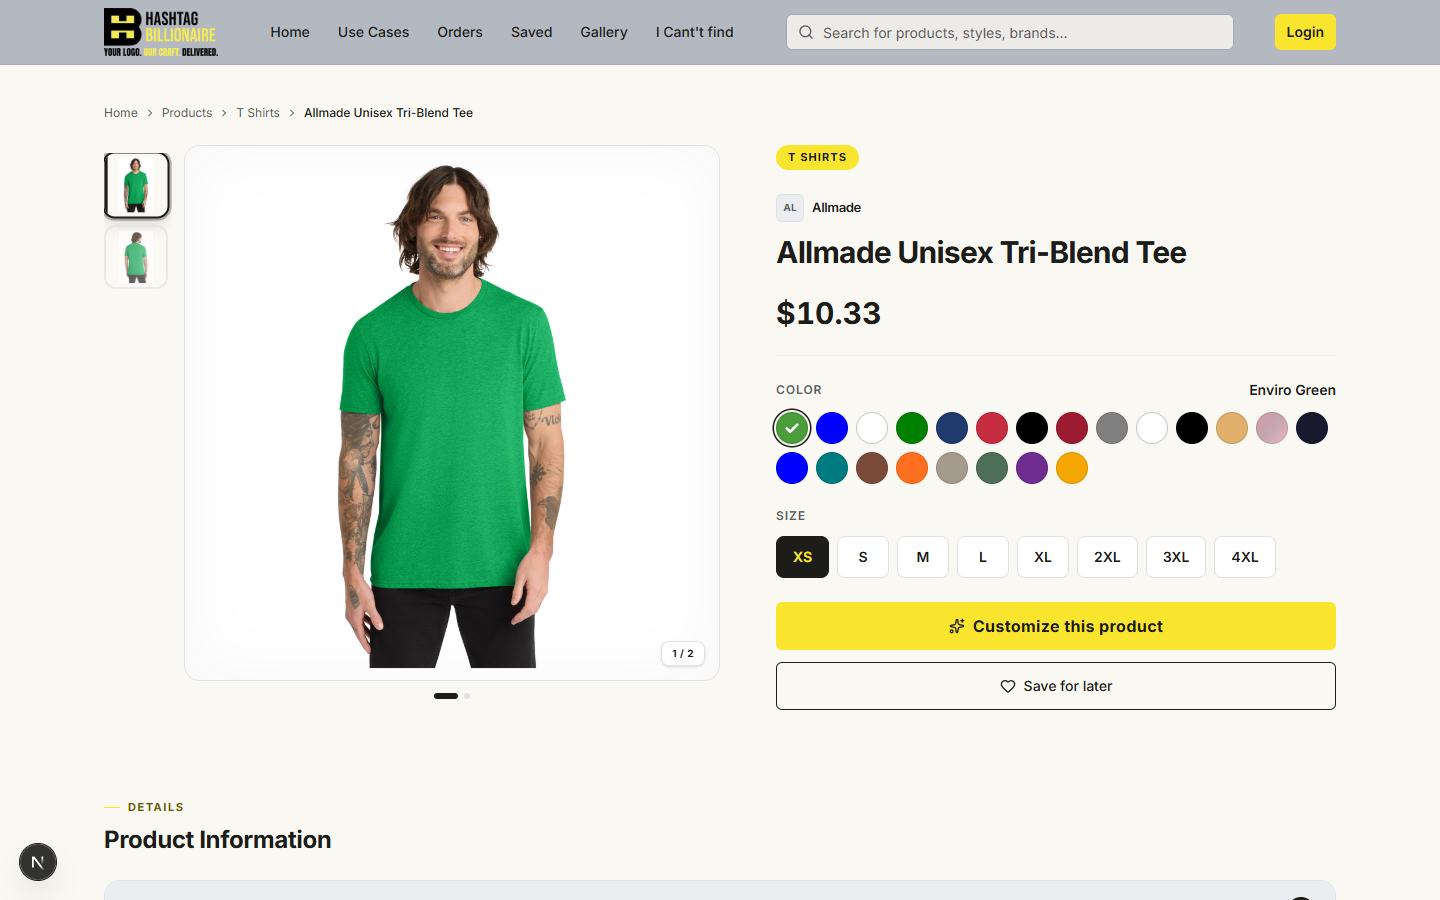 HASHTAG
BILLIONAIRE
YOUR LOGO. OUR CRAFT. DELIVERED.
Home
Use Cases
Orders
Saved
Gallery
I Cant't find
Search for products, styles, brands...
Login
Home > Products > T Shirts > Allmade Unisex Tri-Blend Tee
1 / 2
T SHIRTS
AL
Allmade
Allmade Unisex Tri-Blend Tee
$10.33
COLOR
Enviro Green
SIZE
XS
S
M
L
XL
2XL
3XL
4XL
Customize this product
Save for later
DETAILS
Product Information
N